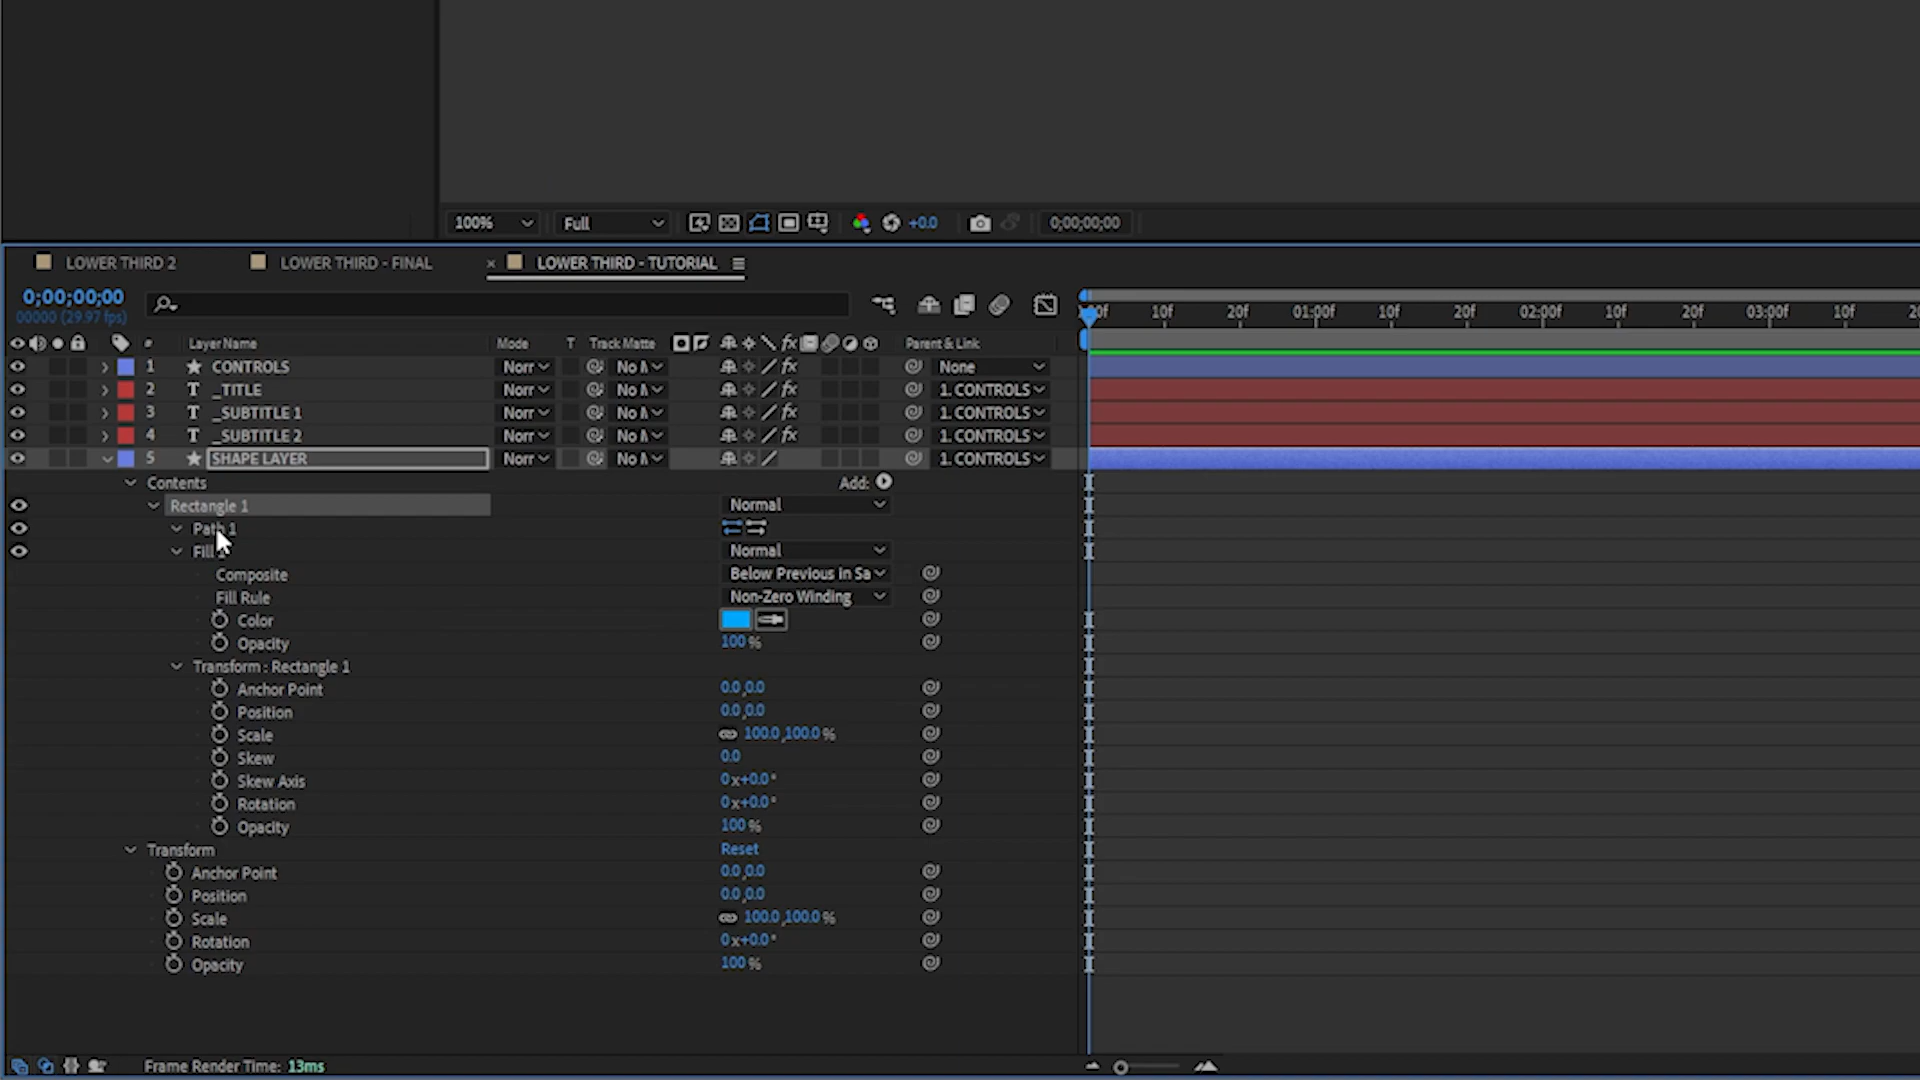 100% Full +0.0 0;00;00;00
LOWER THIRD 2 LOWER THIRD - FINAL × LOWER THIRD - TUTORIAL
0;00;00;00
00000 (29.97 fps)
10f 20f 01:00f 10f 20f 02:00f 10f 20f 03:00f 10f
# Layer Name Mode T Track Matte fx Parent & Link
1 CONTROLS Norr No fx None
2 T _TITLE Norr No fx 1. CONTROLS
3 T _SUBTITLE 1 Norr No fx 1. CONTROLS
4 T _SUBTITLE 2 Norr No fx 1. CONTROLS
5 SHAPE LAYER Norr No 1. CONTROLS
Contents Add:
Rectangle 1 Normal
Path 1
Fill Normal
Composite Below Previous in Sa
Fill Rule Non-Zero Winding
Color
Opacity 100 %
Transform : Rectangle 1
Anchor Point 0.0 ,0.0
Position 0.0 ,0.0
Scale 100.0 ,100.0 %
Skew 0.0
Skew Axis 0 x+0.0 °
Rotation 0 x+0.0 °
Opacity 100 %
Transform Reset
Anchor Point 0.0 ,0.0
Position 0.0 ,0.0
Scale 100.0 ,100.0 %
Rotation 0 x+0.0 °
Opacity 100 %
Frame Render Time: 13ms